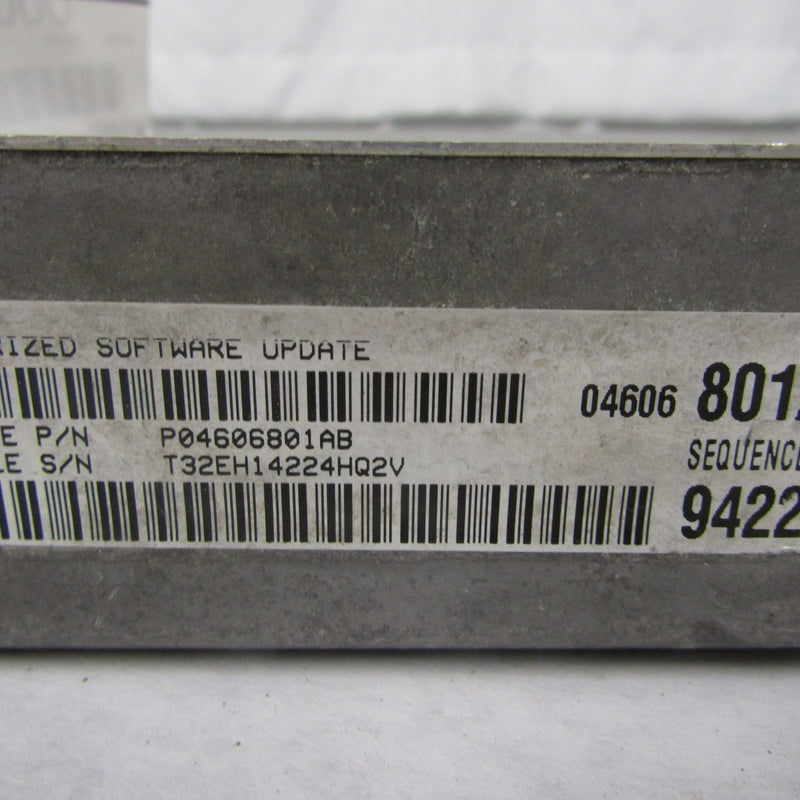 RIZED SOFTWARE UPDATE
04606 801
E P/N P04606801AB
LE S/N T32EH14224HQ2V
SEQUENCE
9422